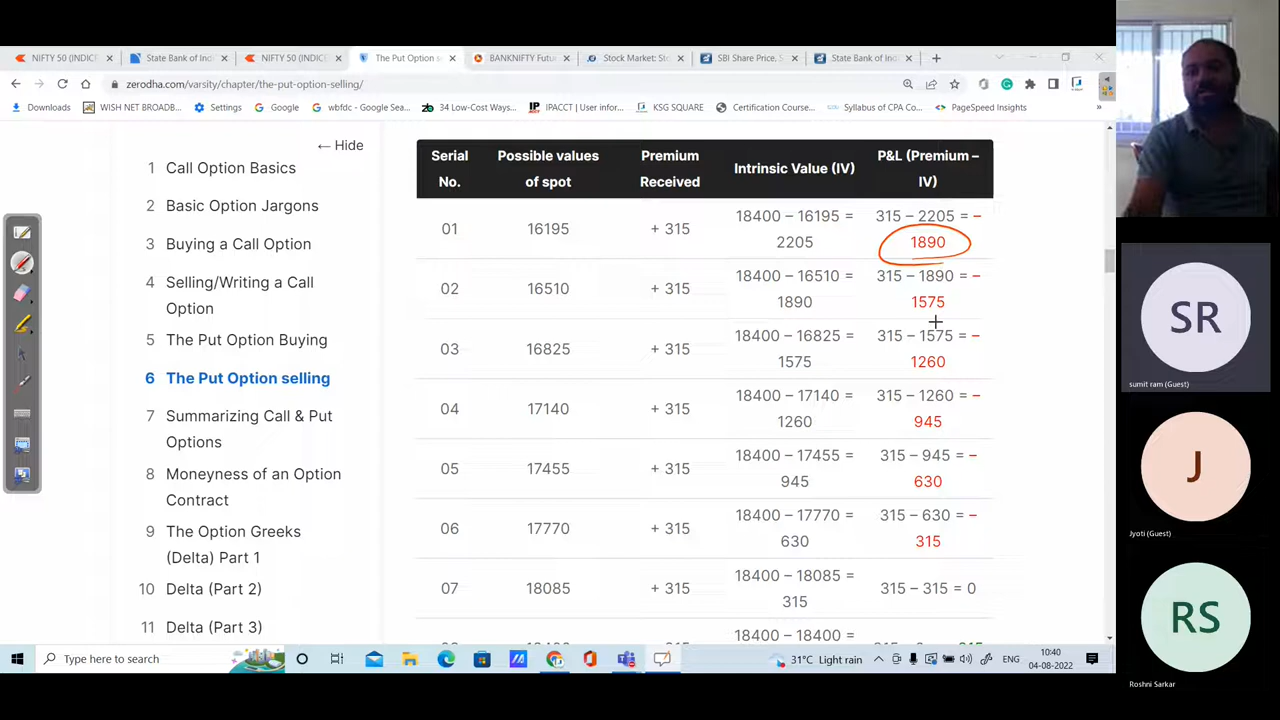 NIFTY 50 (INDICE
State Bank of Indi
NIFTY 50 (INDICE
The Put Option s
BANKNIFTY Futur
Stock Market: Sto
SBI Share Price, S
State Bank of Indi
zerodha.com/varsity/chapter/the-put-option-selling/
Downloads
WISH NET BROADB...
Settings
Google
wbfdc - Google Sea...
34 Low-Cost Ways...
IPACCT | User infor...
KSG SQUARE
Certification Course...
Syllabus of CPA Co...
PageSpeed Insights
»
← Hide
1 Call Option Basics
2 Basic Option Jargons
3 Buying a Call Option
4 Selling/Writing a Call
Option
5 The Put Option Buying
6 The Put Option selling
7 Summarizing Call & Put
Options
8 Moneyness of an Option
Contract
9 The Option Greeks
(Delta) Part 1
10 Delta (Part 2)
11 Delta (Part 3)
Serial No. Possible values of spot Premium Received Intrinsic Value (IV) P&L (Premium – IV)
01 16195 + 315 18400 – 16195 = 2205 315 – 2205 = – 1890
02 16510 + 315 18400 – 16510 = 1890 315 – 1890 = – 1575
03 16825 + 315 18400 – 16825 = 1575 315 – 1575 = – 1260
04 17140 + 315 18400 – 17140 = 1260 315 – 1260 = – 945
05 17455 + 315 18400 – 17455 = 945 315 – 945 = – 630
06 17770 + 315 18400 – 17770 = 630 315 – 630 = – 315
07 18085 + 315 18400 – 18085 = 315 315 – 315 = 0
18400 – 18400 =
SR
sumit ram (Guest)
J
Jyoti (Guest)
RS
Roshni Sarkar
Type here to search
31°C Light rain
ENG
10:40
04-08-2022